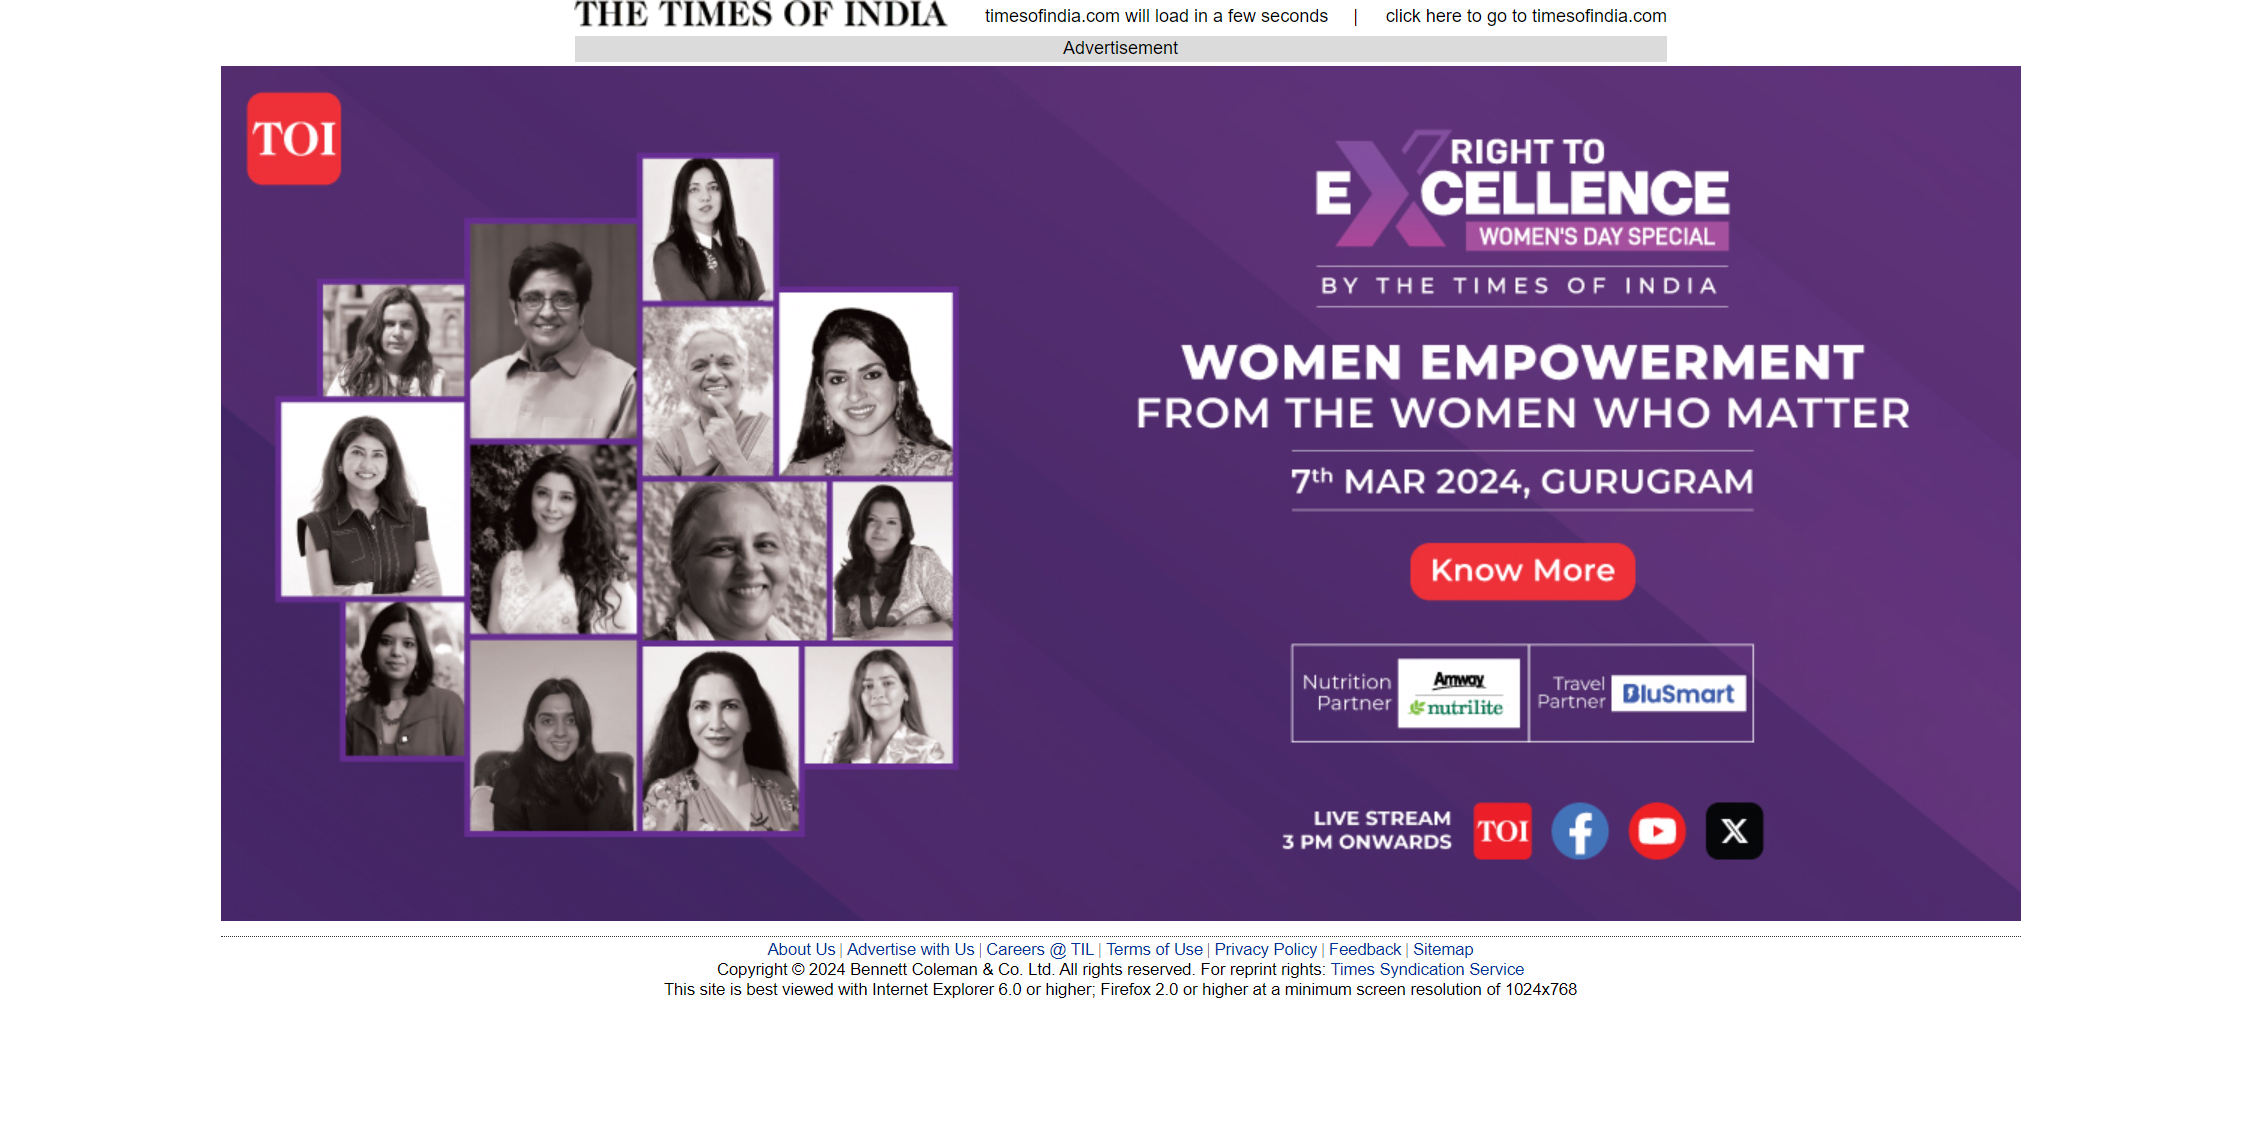 THE TIMES OF INDIA
timesofindia.com will load in a few seconds | click here to go to timesofindia.com
Advertisement
TOI
RIGHT TO
EXCELLENCE
WOMEN'S DAY SPECIAL
BY THE TIMES OF INDIA
WOMEN EMPOWERMENT
FROM THE WOMEN WHO MATTER
7th MAR 2024, GURUGRAM
Know More
Nutrition
Partner
Amway
nutrilite
Travel
Partner
BluSmart
LIVE STREAM
3 PM ONWARDS
TOI
About Us | Advertise with Us | Careers @ TIL | Terms of Use | Privacy Policy | Feedback | Sitemap
Copyright © 2024 Bennett Coleman & Co. Ltd. All rights reserved. For reprint rights: Times Syndication Service
This site is best viewed with Internet Explorer 6.0 or higher; Firefox 2.0 or higher at a minimum screen resolution of 1024x768